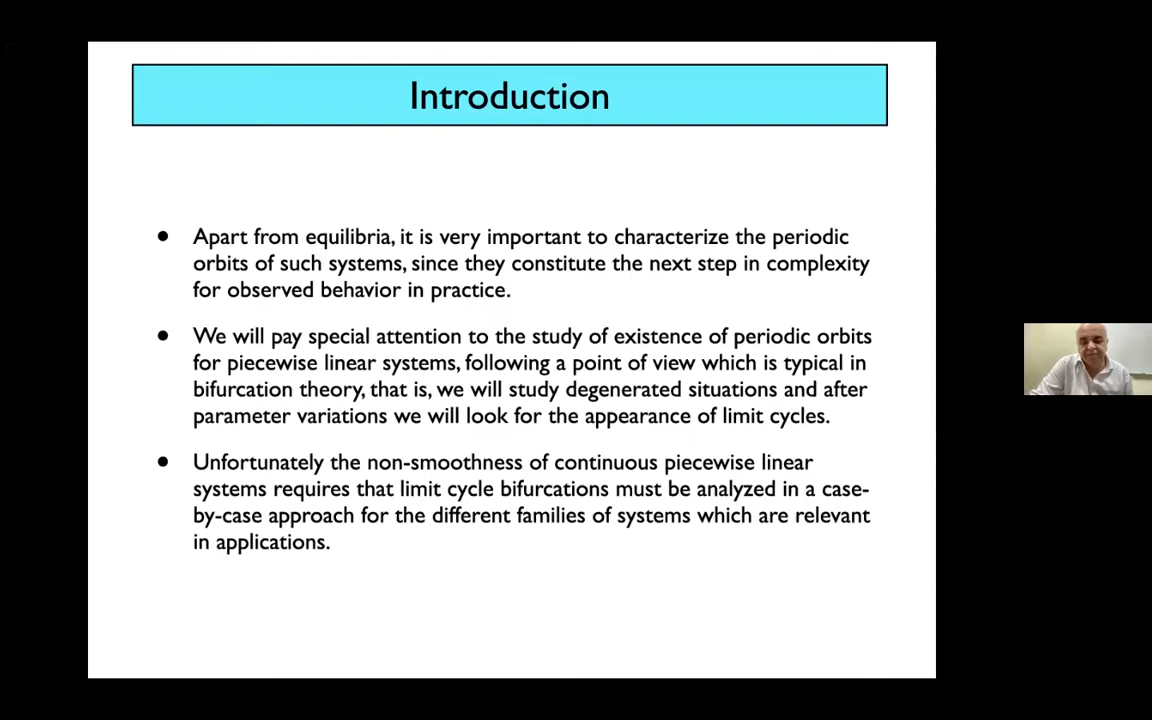 Introduction
• Apart from equilibria, it is very important to characterize the periodic
orbits of such systems, since they constitute the next step in complexity
for observed behavior in practice.
• We will pay special attention to the study of existence of periodic orbits
for piecewise linear systems, following a point of view which is typical in
bifurcation theory, that is, we will study degenerated situations and after
parameter variations we will look for the appearance of limit cycles.
• Unfortunately the non-smoothness of continuous piecewise linear
systems requires that limit cycle bifurcations must be analyzed in a case-
by-case approach for the different families of systems which are relevant
in applications.